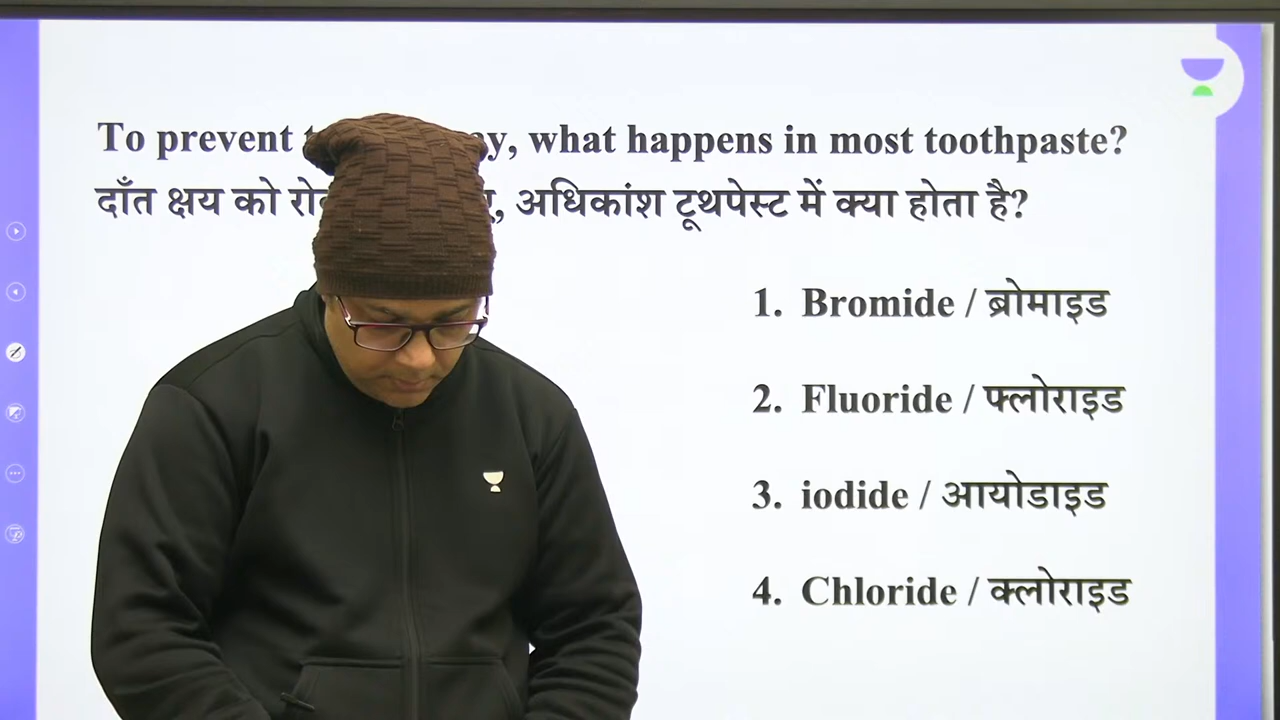 To prevent ay, what happens in most toothpaste?
दाँत क्षय को , अधिकांश टूथपेस्ट में क्या होता है?
1. Bromide / ब्रोमाइड
2. Fluoride / फ्लोराइड
3. iodide / आयोडाइड
4. Chloride / क्लोराइड